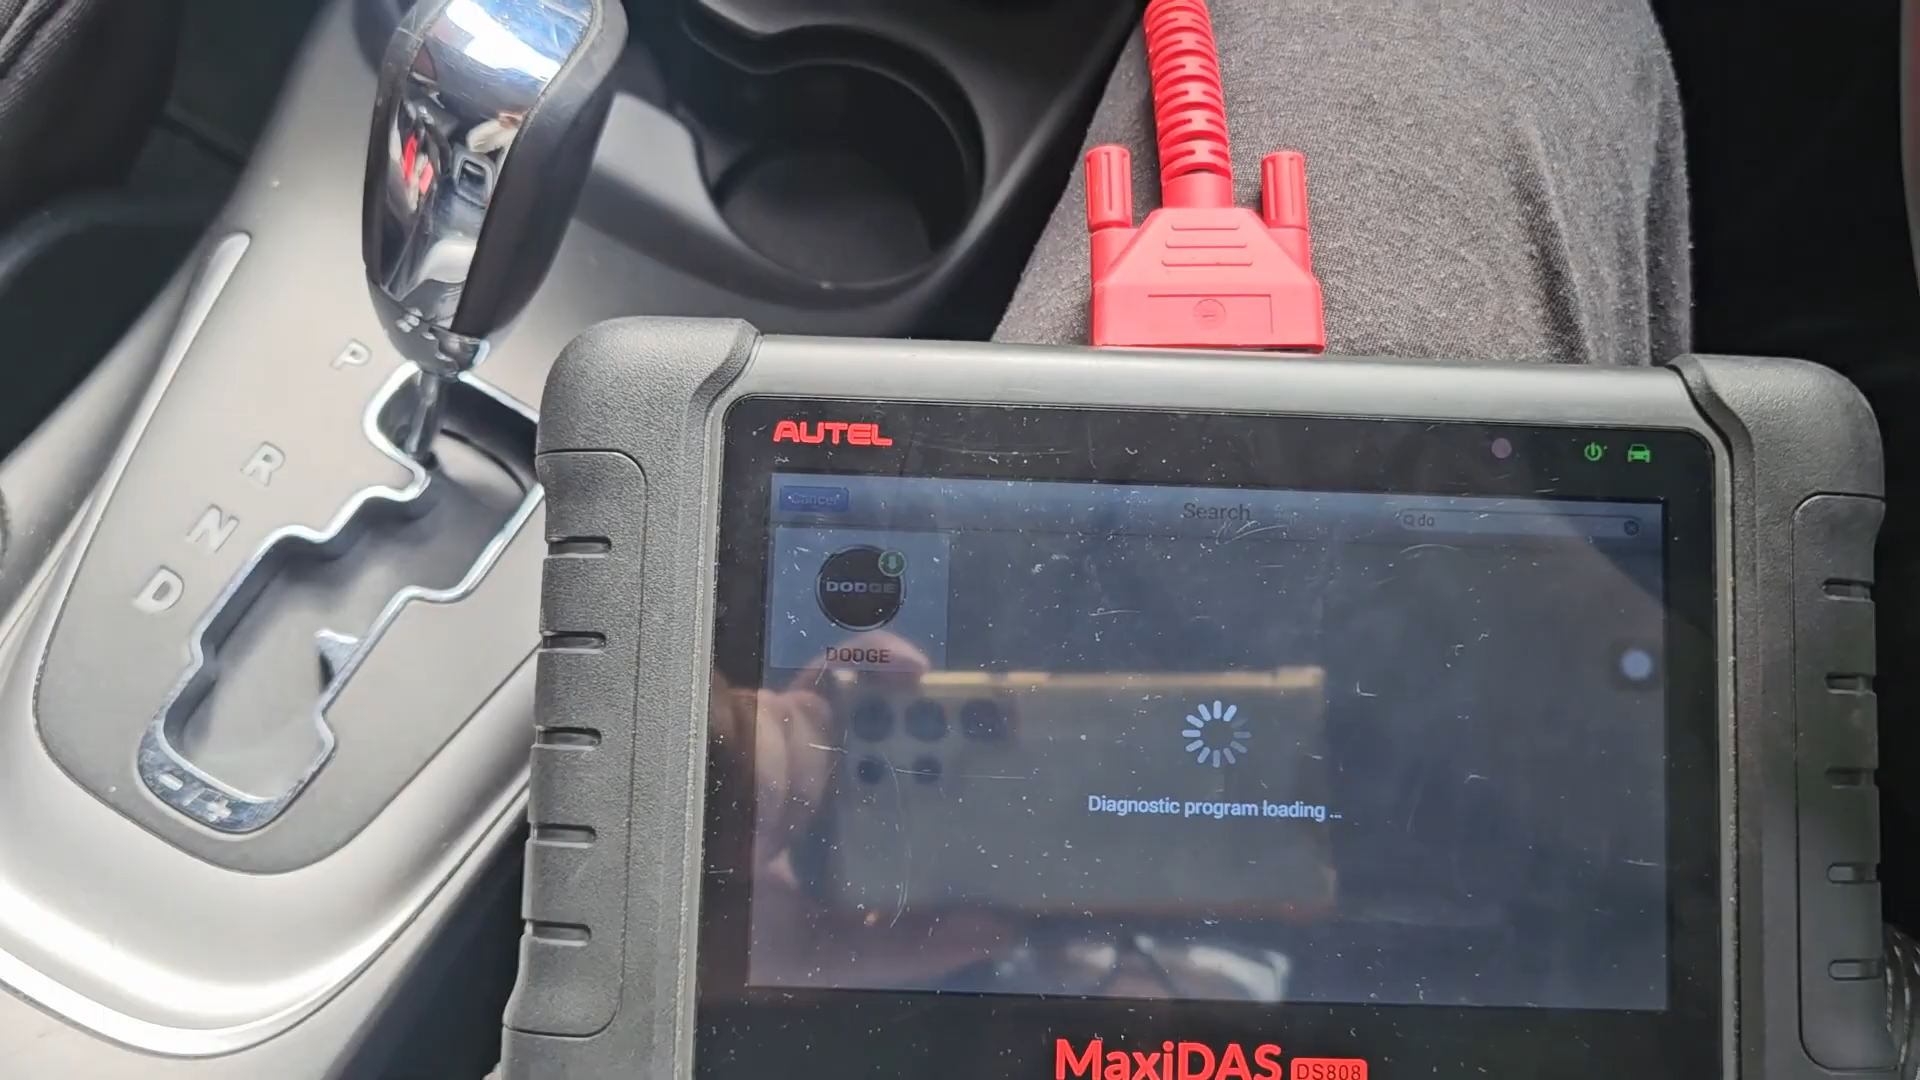 P
R
N
D
- / +
AUTEL
Cancel
Search
do
DODGE
DODGE
Diagnostic program loading ...
MaxiDAS DS808